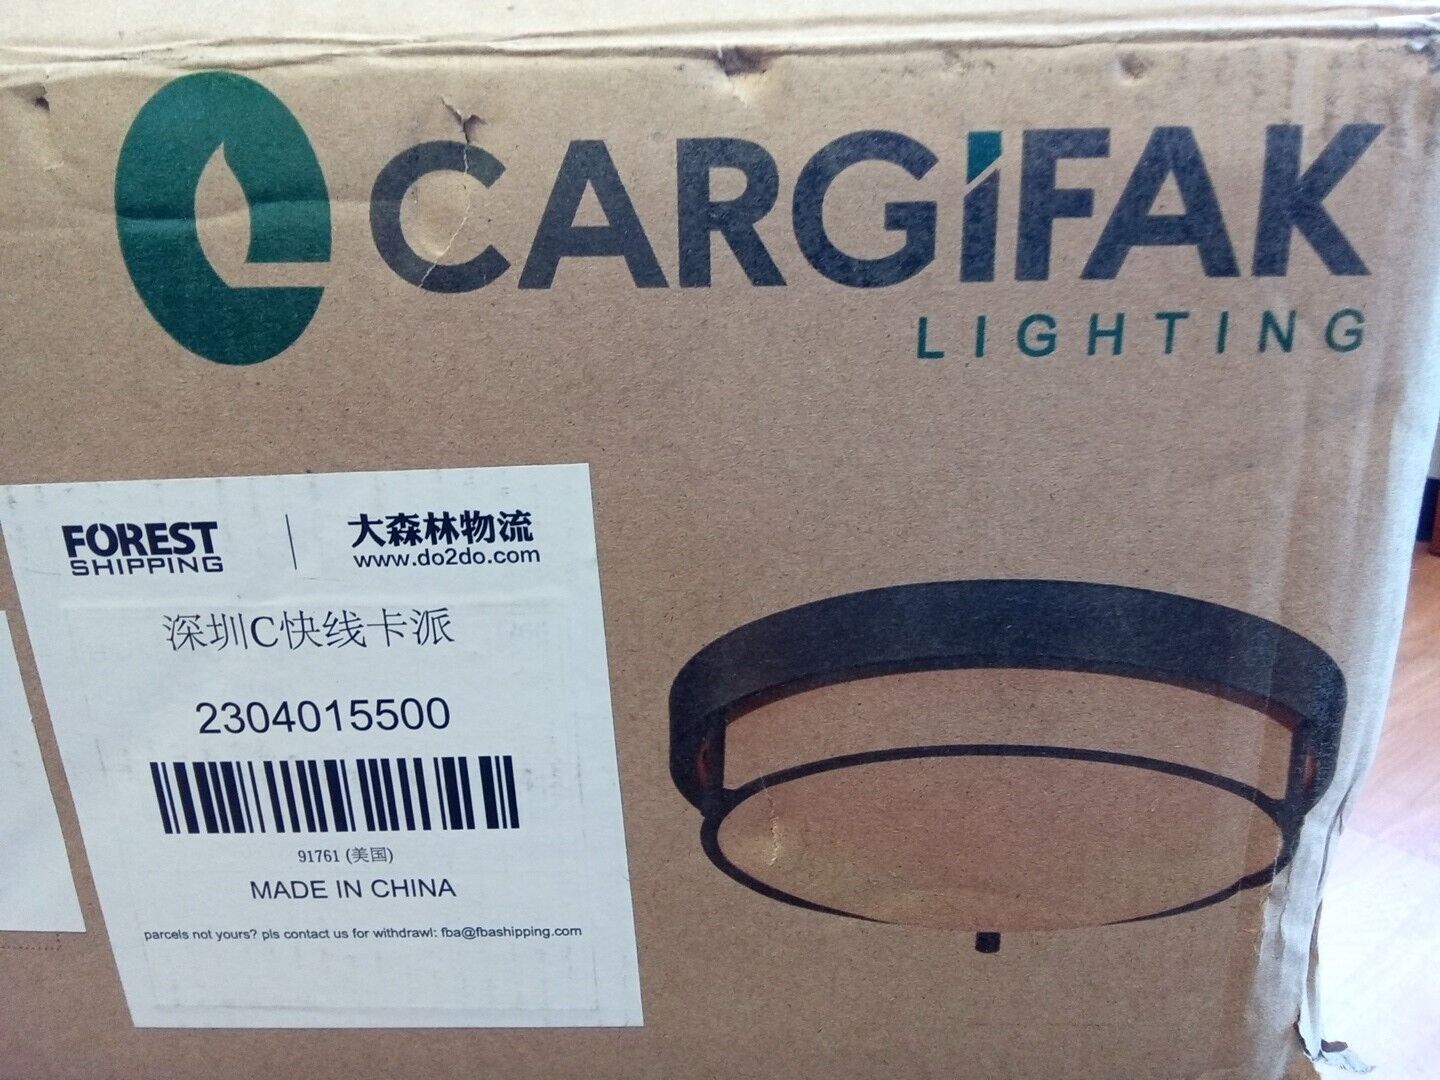 CARGIFAK
LIGHTING
FOREST
SHIPPING
大森林物流
www.do2do.com
深圳C快线卡派
2304015500
91761 (美国)
MADE IN CHINA
parcels not yours? pls contact us for withdrawl: fba@fbashipping.com